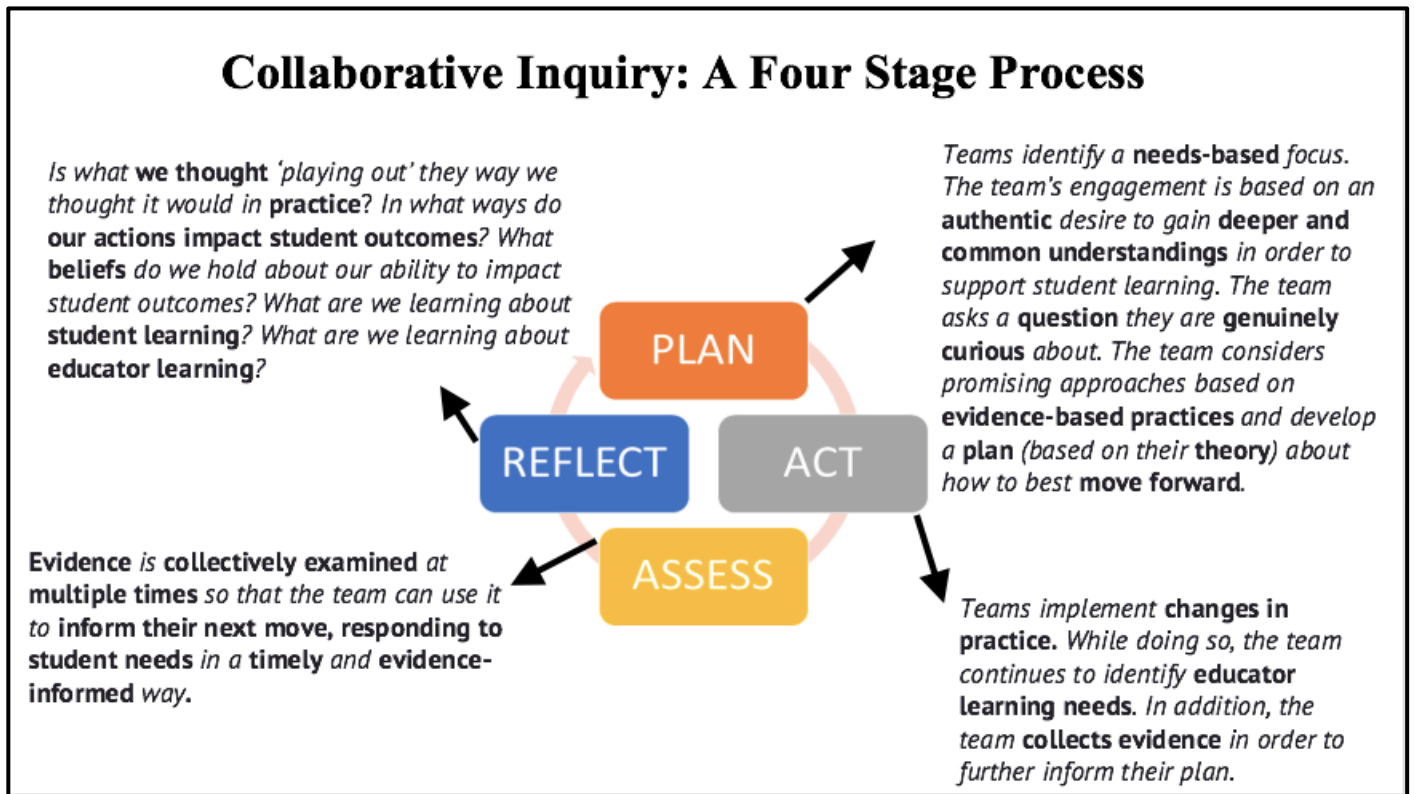 Collaborative Inquiry: A Four Stage Process
Is what we thought ‘playing out’ they way we
thought it would in practice? In what ways do
our actions impact student outcomes? What
beliefs do we hold about our ability to impact
student outcomes? What are we learning about
student learning? What are we learning about
educator learning?
Teams identify a needs-based focus.
The team’s engagement is based on an
authentic desire to gain deeper and
common understandings in order to
support student learning. The team
asks a question they are genuinely
curious about. The team considers
promising approaches based on
evidence-based practices and develop
a plan (based on their theory) about
how to best move forward.
PLAN
REFLECT
ACT
ASSESS
Evidence is collectively examined at
multiple times so that the team can use it
to inform their next move, responding to
student needs in a timely and evidence-
informed way.
Teams implement changes in
practice. While doing so, the team
continues to identify educator
learning needs. In addition, the
team collects evidence in order to
further inform their plan.